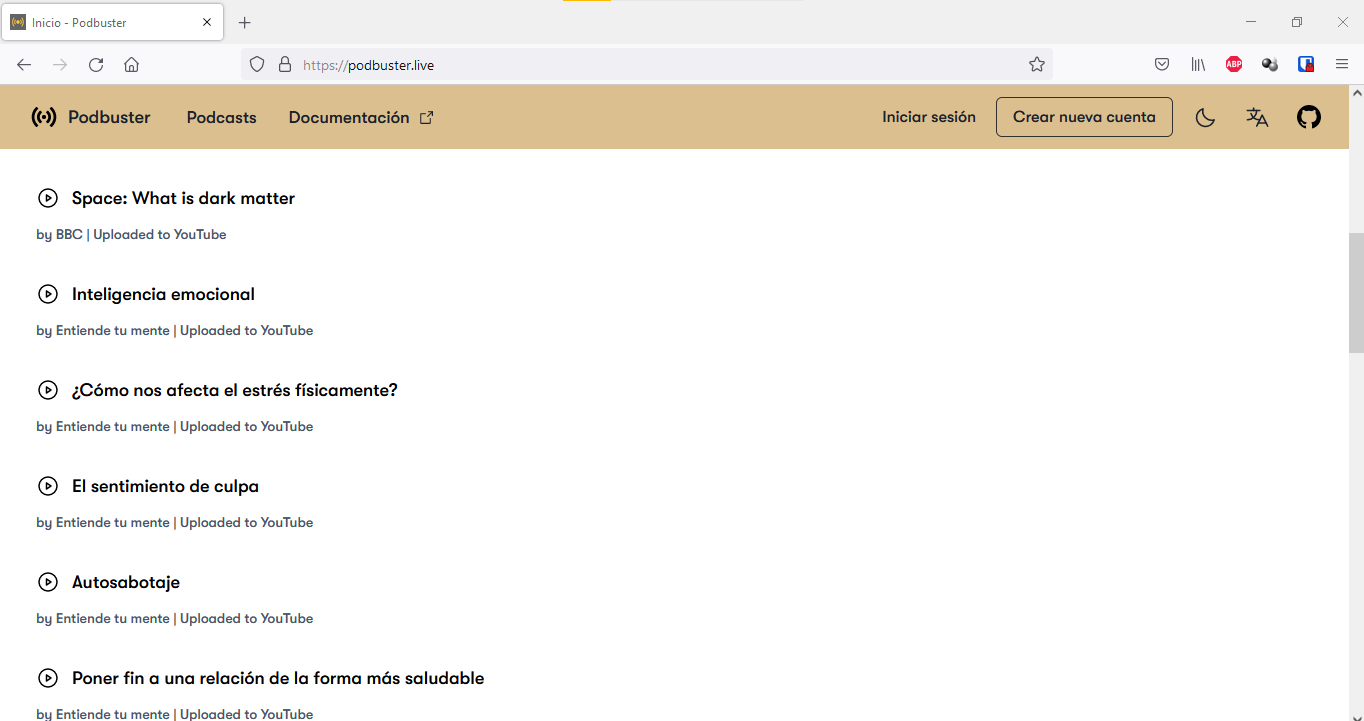 Inicio - Podbuster
https://podbuster.live
ABP
Podbuster Podcasts Documentación Iniciar sesión Crear nueva cuenta
Space: What is dark matter
by BBC | Uploaded to YouTube
Inteligencia emocional
by Entiende tu mente | Uploaded to YouTube
¿Cómo nos afecta el estrés físicamente?
by Entiende tu mente | Uploaded to YouTube
El sentimiento de culpa
by Entiende tu mente | Uploaded to YouTube
Autosabotaje
by Entiende tu mente | Uploaded to YouTube
Poner fin a una relación de la forma más saludable
by Entiende tu mente | Uploaded to YouTube